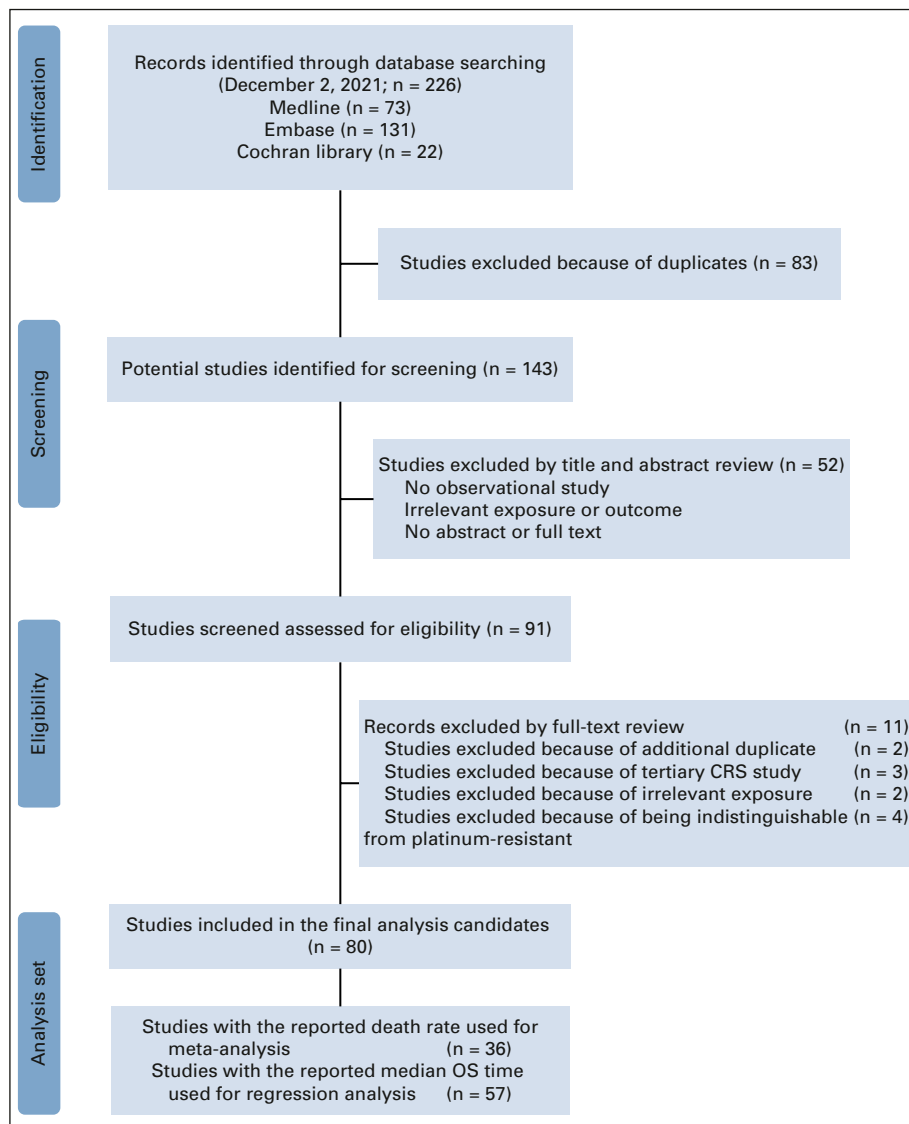 Identification
Records identified through database searching
(December 2, 2021; n = 226)
Medline (n = 73)
Embase (n = 131)
Cochran library (n = 22)
Studies excluded because of duplicates (n = 83)
Screening
Potential studies identified for screening (n = 143)
Studies excluded by title and abstract review (n = 52)
No observational study
Irrelevant exposure or outcome
No abstract or full text
Eligibility
Studies screened assessed for eligibility (n = 91)
Records excluded by full-text review (n = 11)
Studies excluded because of additional duplicate (n = 2)
Studies excluded because of tertiary CRS study (n = 3)
Studies excluded because of irrelevant exposure (n = 2)
Studies excluded because of being indistinguishable (n = 4)
from platinum-resistant
Analysis set
Studies included in the final analysis candidates
(n = 80)
Studies with the reported death rate used for
meta-analysis (n = 36)
Studies with the reported median OS time
used for regression analysis (n = 57)